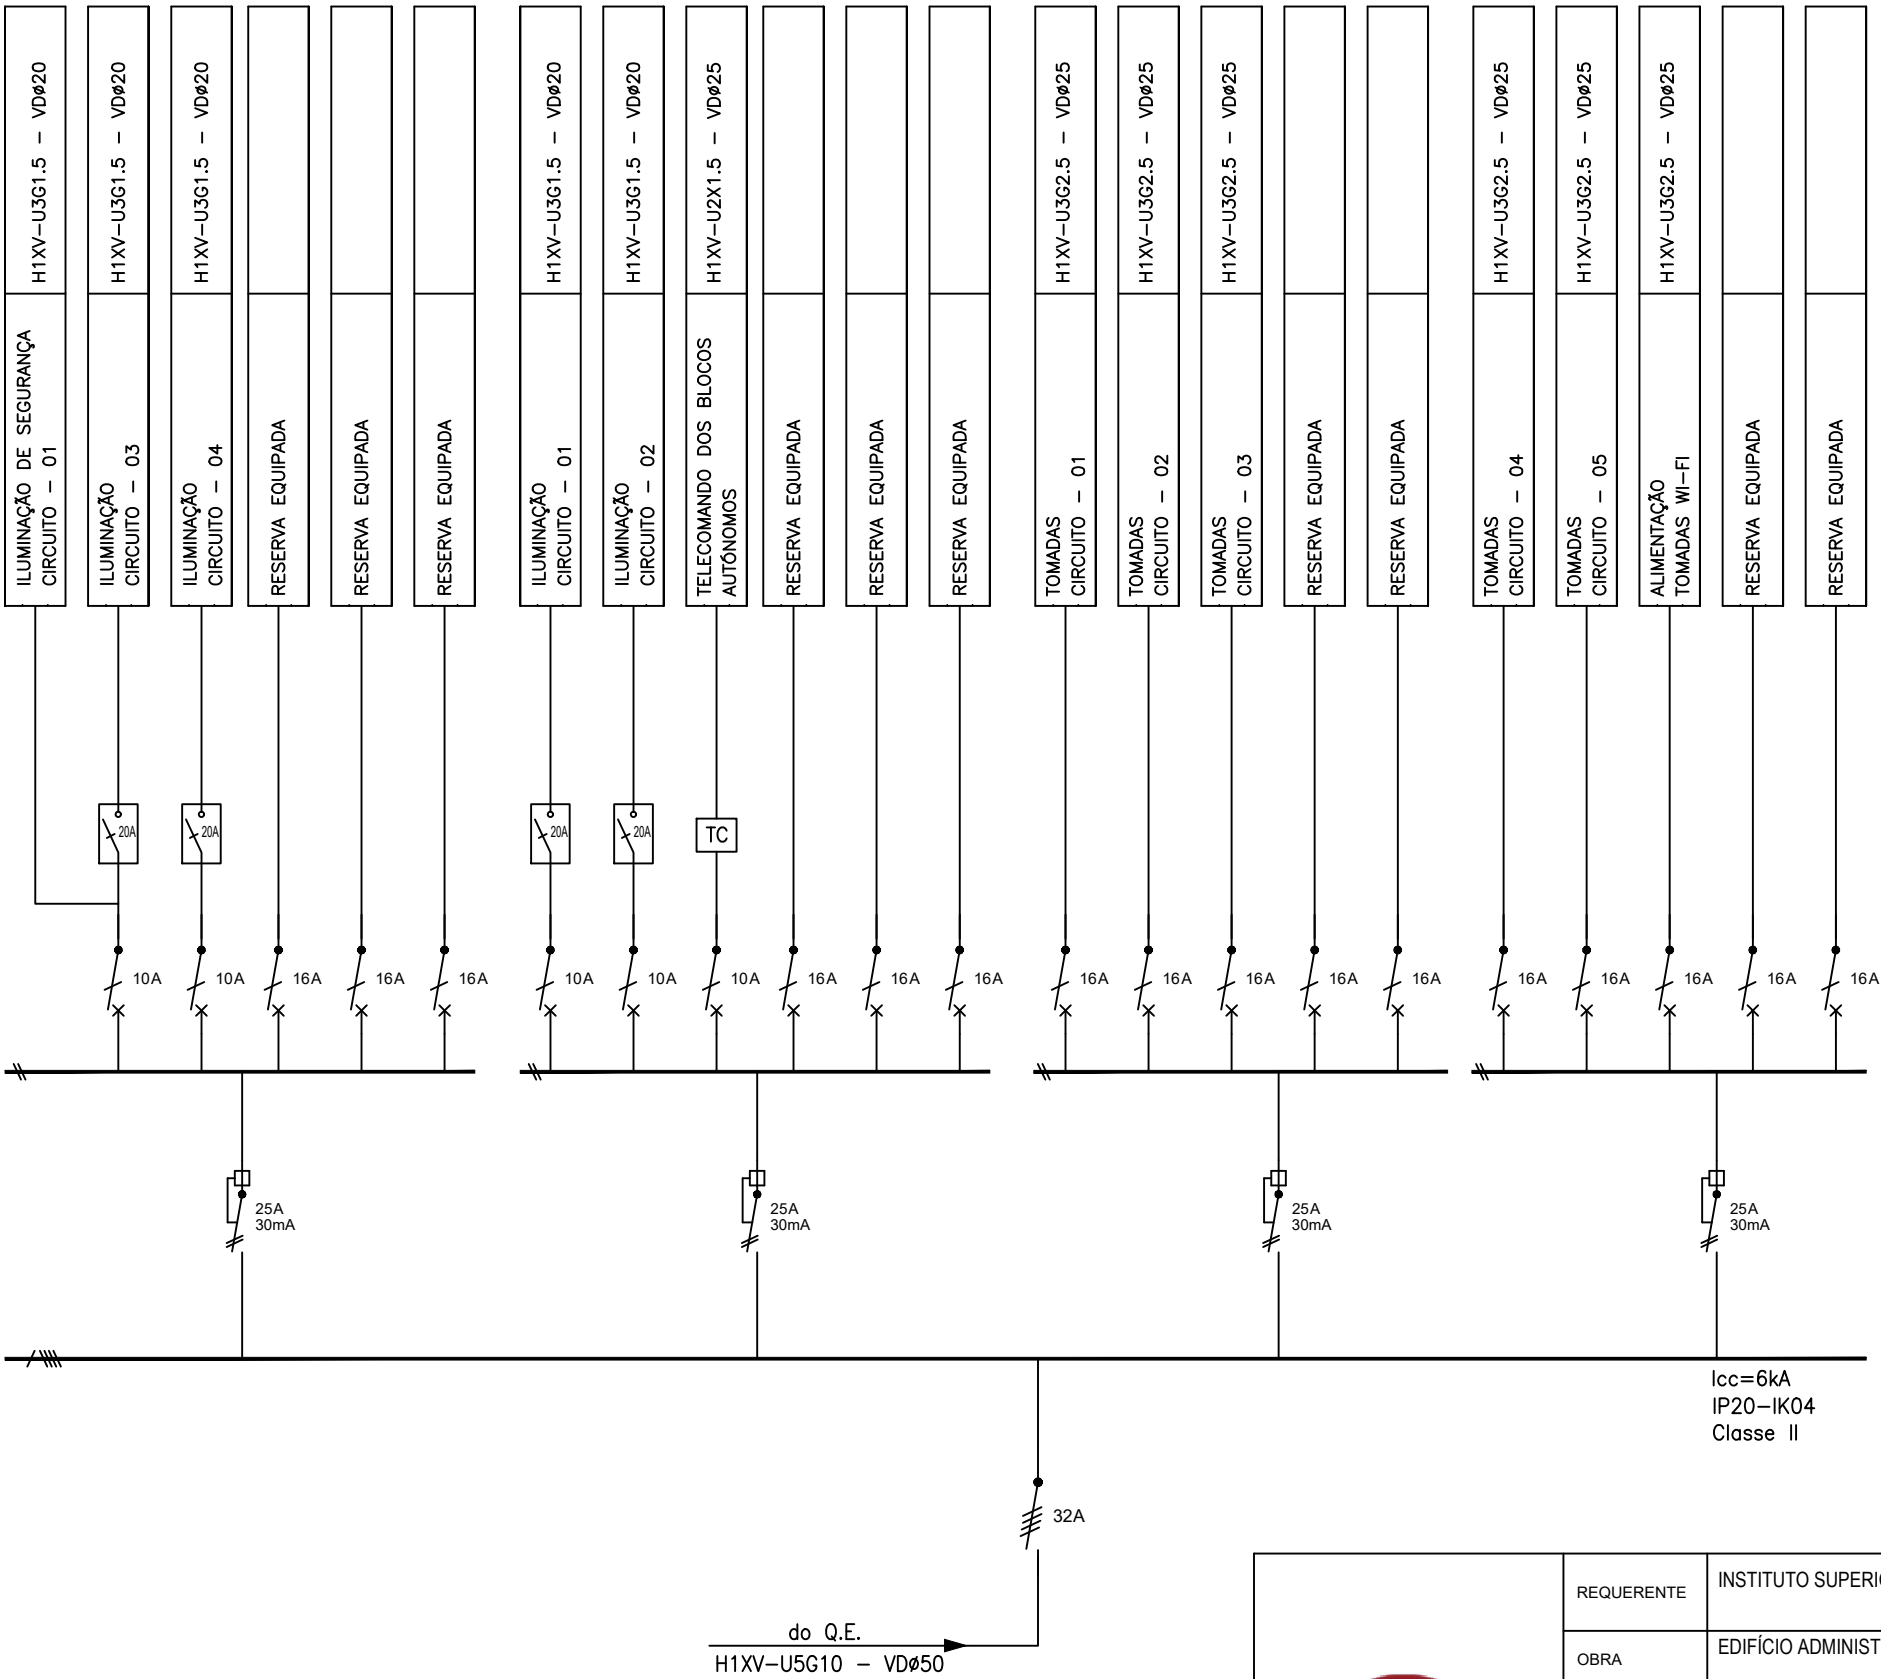 H1XV-U3G1.5 - VDø20
H1XV-U3G1.5 - VDø20
H1XV-U3G1.5 - VDø20
H1XV-U3G1.5 - VDø20
H1XV-U3G1.5 - VDø20
H1XV-U2X1.5 - VDø25
H1XV-U3G2.5 - VDø25
H1XV-U3G2.5 - VDø25
H1XV-U3G2.5 - VDø25
H1XV-U3G2.5 - VDø25
H1XV-U3G2.5 - VDø25
H1XV-U3G2.5 - VDø25
ILUMINAÇÃO DE SEGURANÇA
CIRCUITO - 01
ILUMINAÇÃO
CIRCUITO - 03
ILUMINAÇÃO
CIRCUITO - 04
RESERVA EQUIPADA
RESERVA EQUIPADA
RESERVA EQUIPADA
ILUMINAÇÃO
CIRCUITO - 01
ILUMINAÇÃO
CIRCUITO - 02
TELECOMANDO DOS BLOCOS
AUTÓNOMOS
RESERVA EQUIPADA
RESERVA EQUIPADA
RESERVA EQUIPADA
TOMADAS
CIRCUITO - 01
TOMADAS
CIRCUITO - 02
TOMADAS
CIRCUITO - 03
RESERVA EQUIPADA
RESERVA EQUIPADA
TOMADAS
CIRCUITO - 04
TOMADAS
CIRCUITO - 05
ALIMENTAÇÃO
TOMADAS WI-FI
RESERVA EQUIPADA
RESERVA EQUIPADA
20A
20A
20A
20A
TC
10A
10A
16A
16A
16A
10A
10A
10A
16A
16A
16A
16A
16A
16A
16A
16A
16A
16A
16A
16A
16A
25A
30mA
25A
30mA
25A
30mA
25A
30mA
Icc=6kA
IP20-IK04
Classe II
32A
do Q.E.
H1XV-U5G10 - VDø50
REQUERENTE
INSTITUTO SUPERI
OBRA
EDIFÍCIO ADMINIST